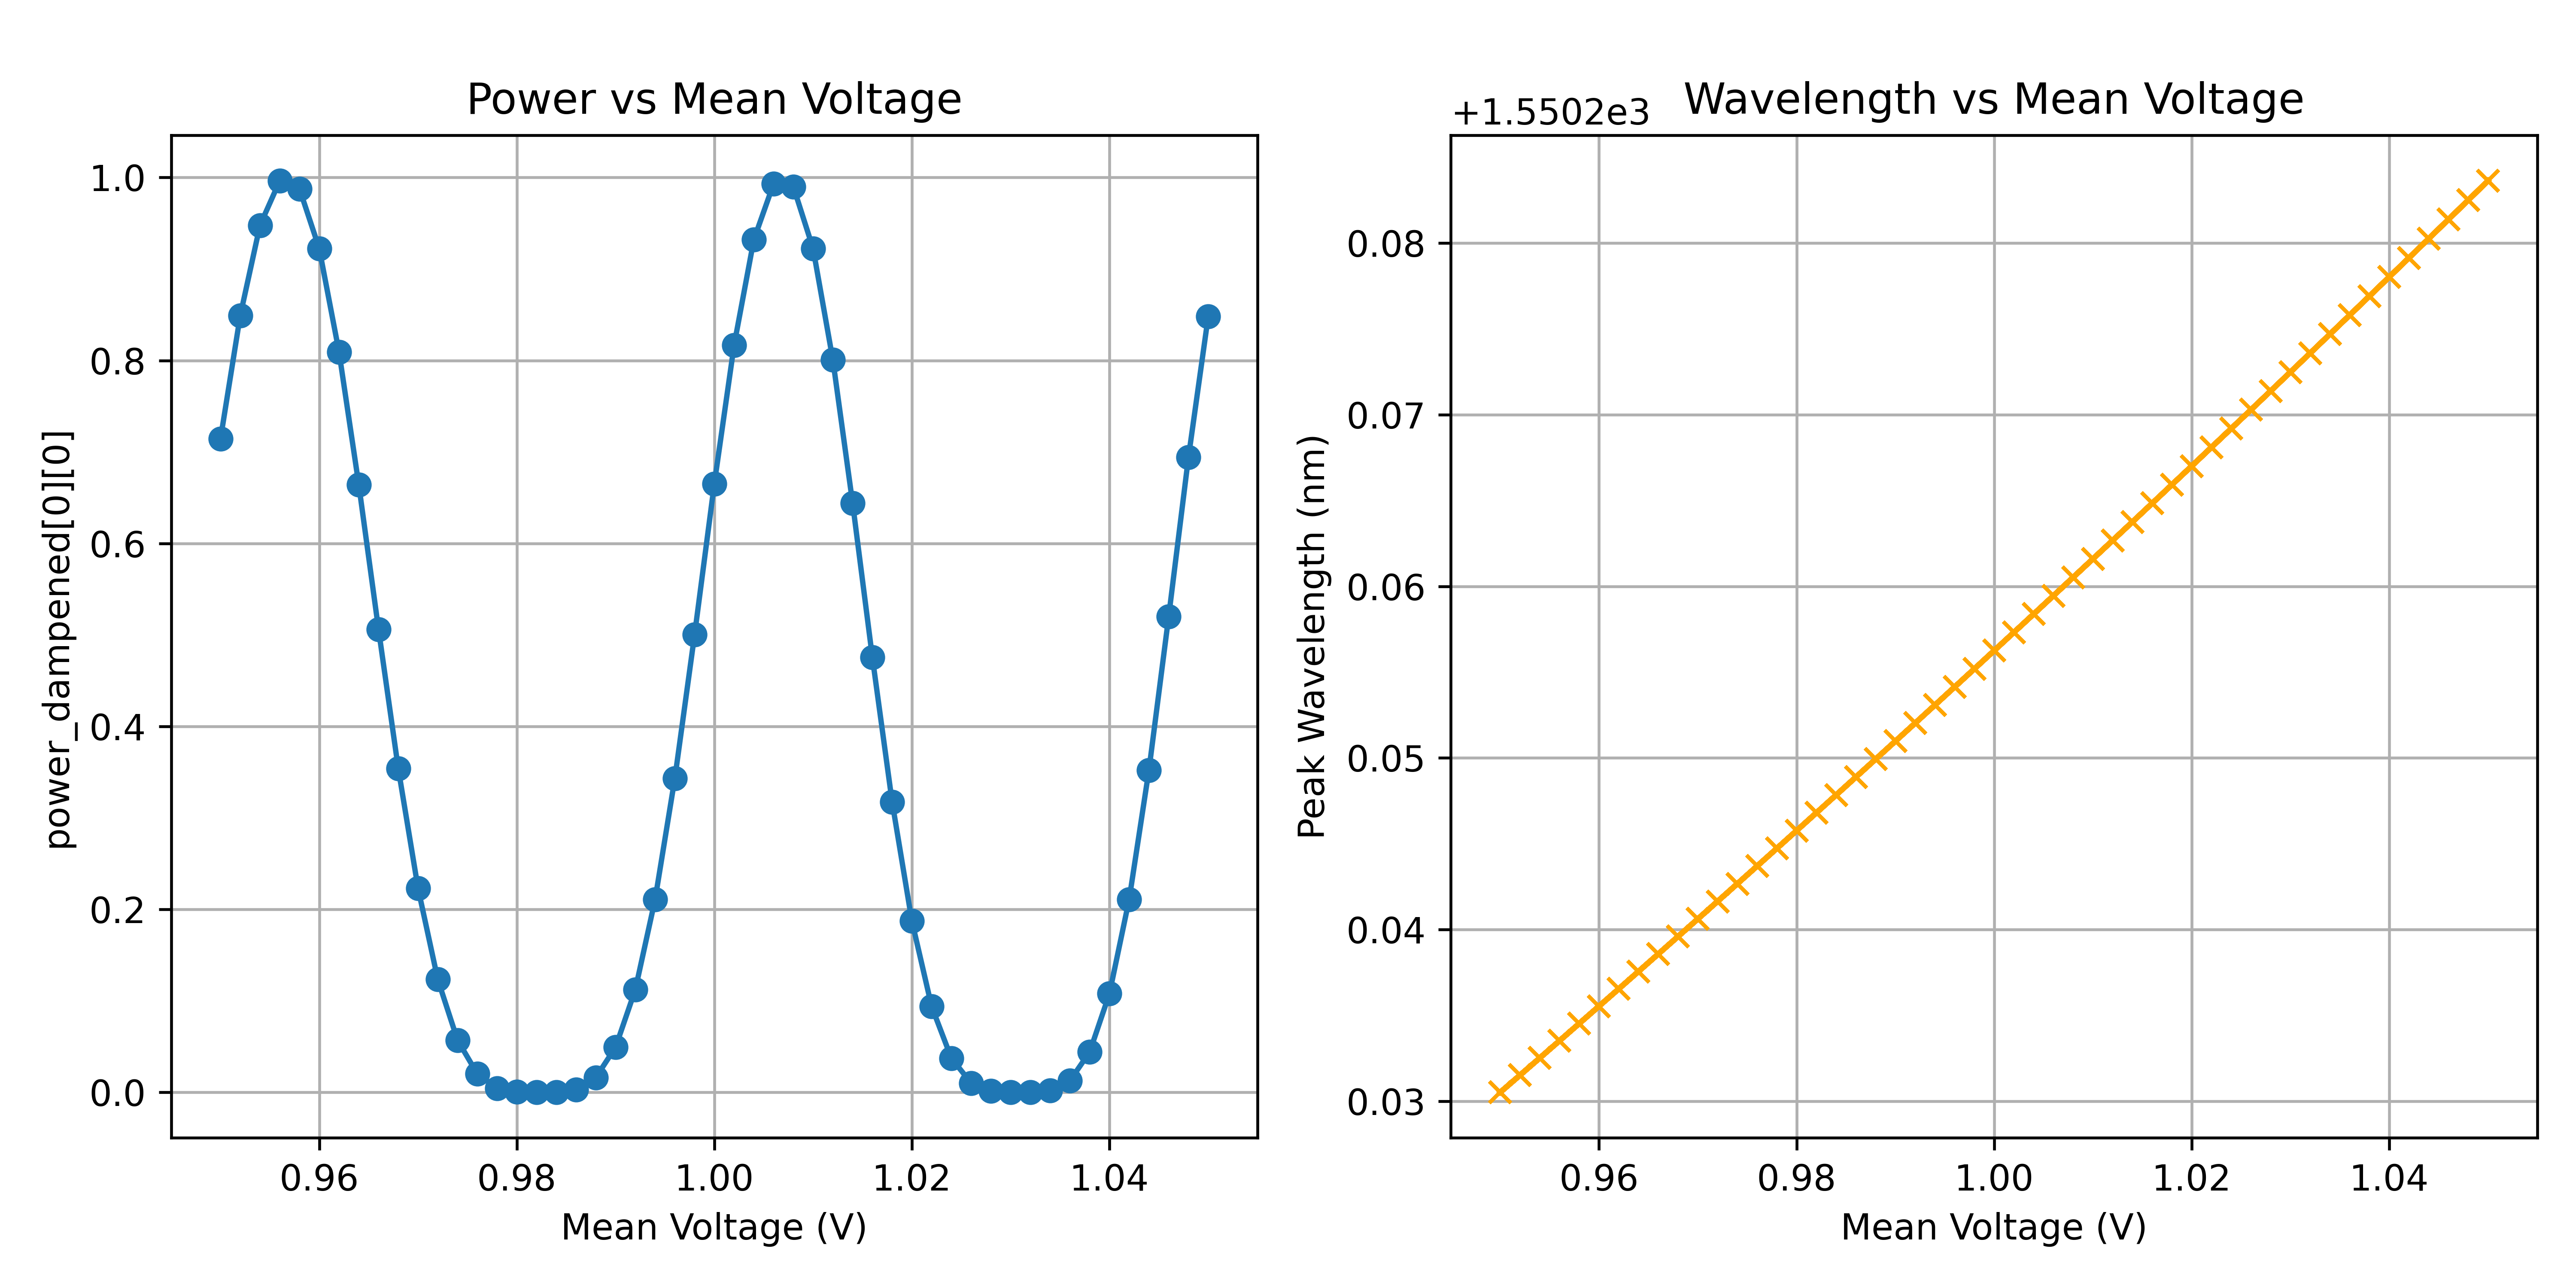 Power vs Mean Voltage
1.0
0.8
0.6
0.4
0.2
0.0
power_dampened[0][0]
0.96 0.98 1.00 1.02 1.04
Mean Voltage (V)
+1.5502e3
Wavelength vs Mean Voltage
0.08
0.07
0.06
0.05
0.04
0.03
Peak Wavelength (nm)
0.96 0.98 1.00 1.02 1.04
Mean Voltage (V)